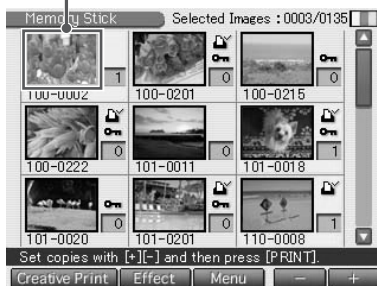 Memory Stick Selected Images : 0003/0135
1 0 0
100-0002 100-0201 100-0215
0 0 1
100-0222 101-0011 101-0018
0 0 1
101-0020 101-0201 110-0008
Set copies with [+][-] and then press [PRINT].
Creative Print Effect Menu - +